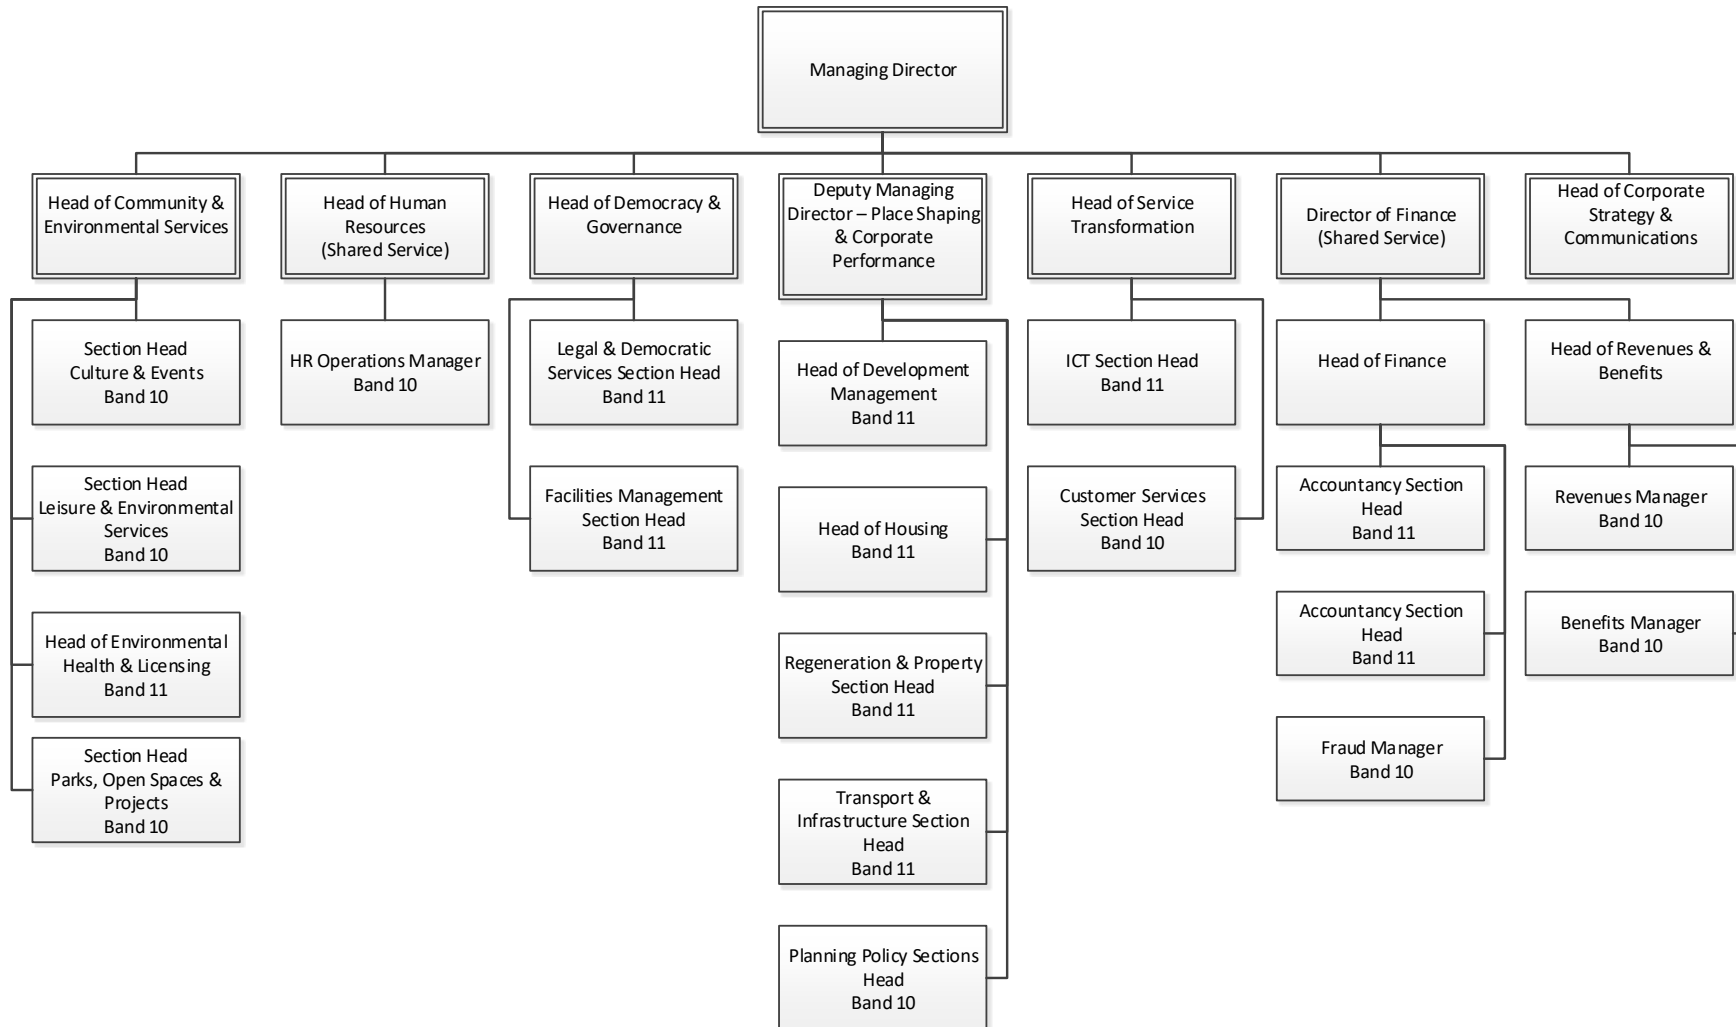 Managing Director
Head of Community &
Environmental Services
Head of Human
Resources
(Shared Service)
Head of Democracy &
Governance
Deputy Managing
Director – Place Shaping
& Corporate
Performance
Head of Service
Transformation
Director of Finance
(Shared Service)
Head of Corporate
Strategy &
Communications
Section Head
Culture & Events
Band 10
HR Operations Manager
Band 10
Legal & Democratic
Services Section Head
Band 11
Head of Development
Management
Band 11
ICT Section Head
Band 11
Head of Finance
Head of Revenues &
Benefits
Section Head
Leisure & Environmental
Services
Band 10
Facilities Management
Section Head
Band 11
Head of Housing
Band 11
Customer Services
Section Head
Band 10
Accountancy Section
Head
Band 11
Revenues Manager
Band 10
Head of Environmental
Health & Licensing
Band 11
Regeneration & Property
Section Head
Band 11
Accountancy Section
Head
Band 11
Benefits Manager
Band 10
Section Head
Parks, Open Spaces &
Projects
Band 10
Transport &
Infrastructure Section
Head
Band 11
Fraud Manager
Band 10
Planning Policy Sections
Head
Band 10